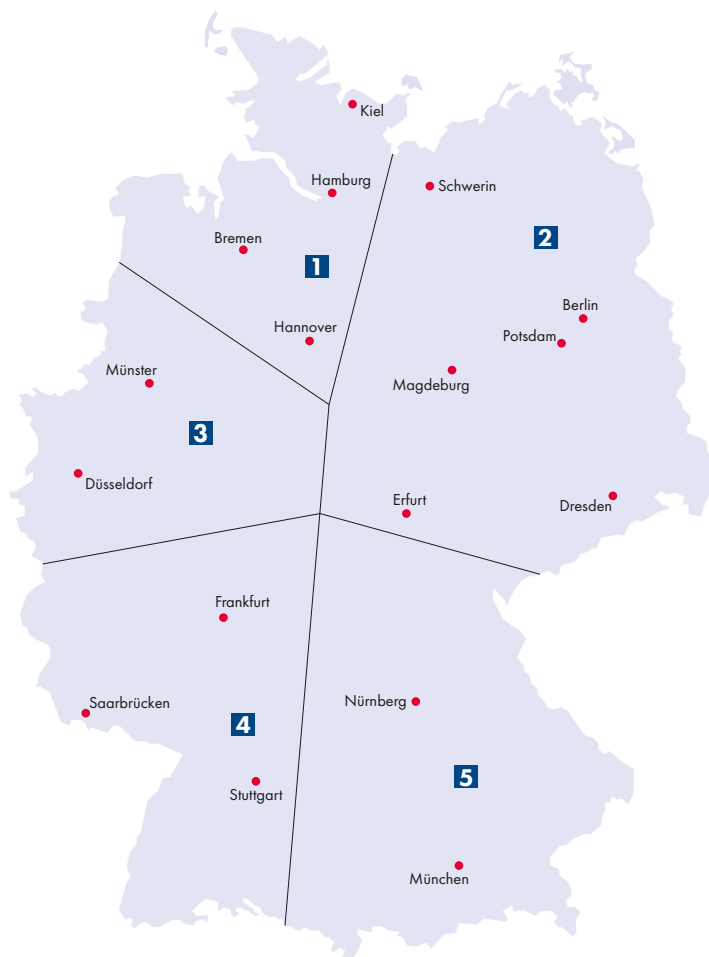 Kiel
Hamburg
Schwerin
Bremen
2
1
Berlin
Hannover
Potsdam
Münster
Magdeburg
3
Düsseldorf
Erfurt
Dresden
Frankfurt
Saarbrücken
Nürnberg
4
5
Stuttgart
München